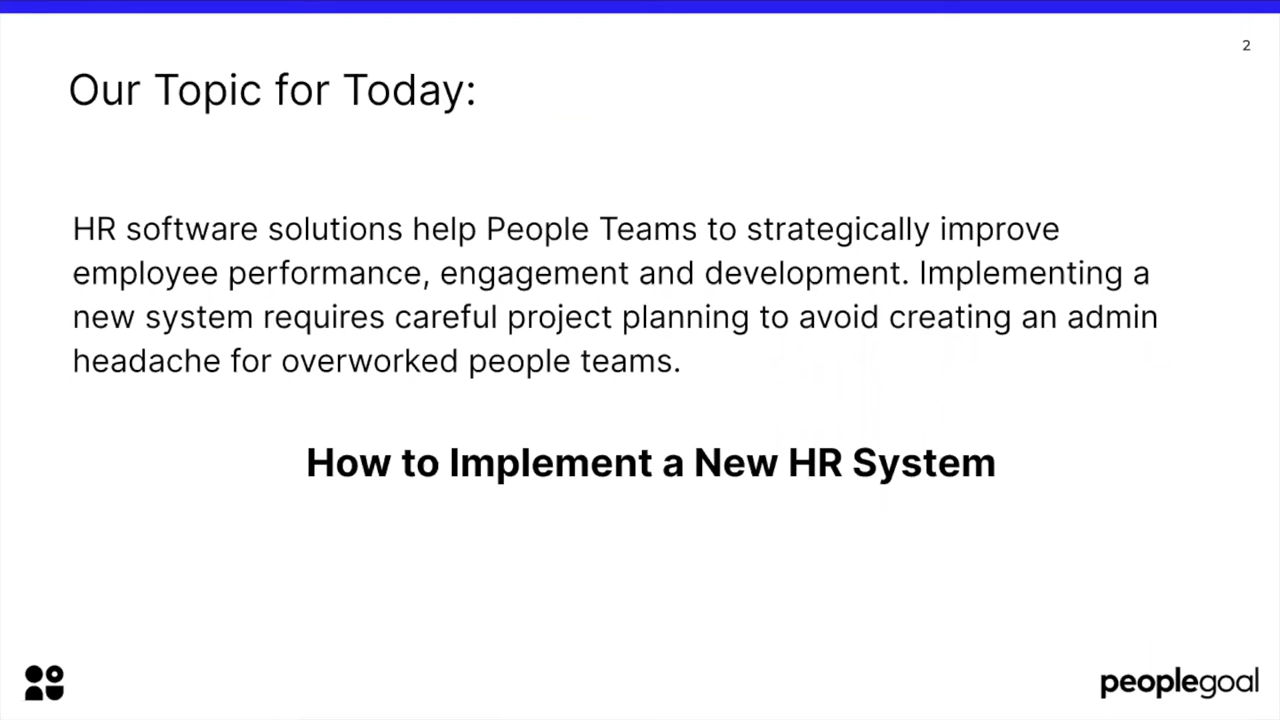 2
Our Topic for Today:
HR software solutions help People Teams to strategically improve
employee performance, engagement and development. Implementing a
new system requires careful project planning to avoid creating an admin
headache for overworked people teams.
How to Implement a New HR System
peoplegoal